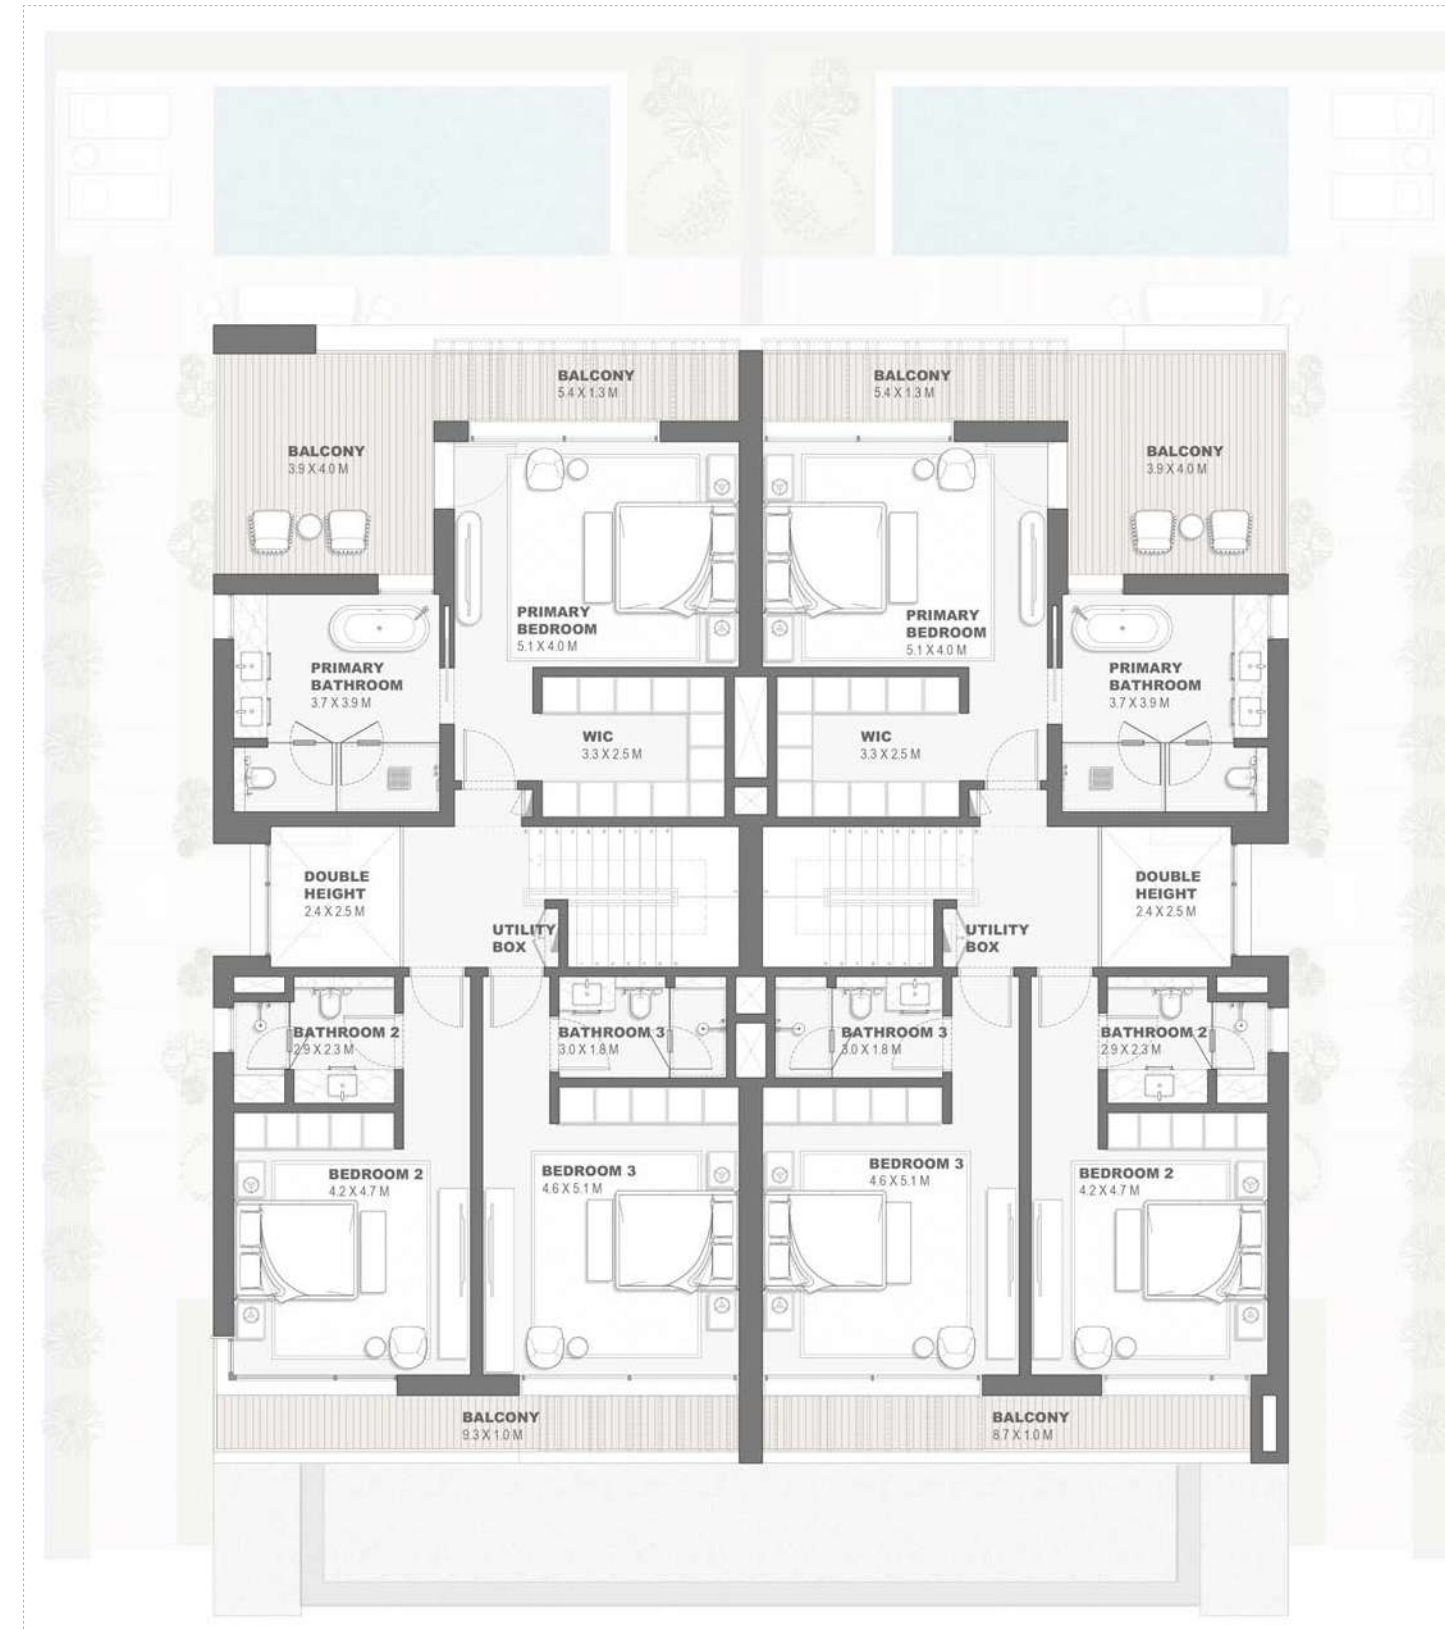 BALCONY
5.4 X 1.3 M
BALCONY
5.4 X 1.3 M
BALCONY
3.9 X 4.0 M
BALCONY
3.9 X 4.0 M
PRIMARY
BEDROOM
5.1 X 4.0 M
PRIMARY
BEDROOM
5.1 X 4.0 M
PRIMARY
BATHROOM
3.7 X 3.9 M
PRIMARY
BATHROOM
3.7 X 3.9 M
WIC
3.3 X 2.5 M
WIC
3.3 X 2.5 M
DOUBLE
HEIGHT
2.4 X 2.5 M
DOUBLE
HEIGHT
2.4 X 2.5 M
UTILITY
BOX
UTILITY
BOX
BATHROOM 2
2.9 X 2.3 M
BATHROOM 3
3.0 X 1.8 M
BATHROOM 3
3.0 X 1.8 M
BATHROOM 2
2.9 X 2.3 M
BEDROOM 2
4.2 X 4.7 M
BEDROOM 3
4.6 X 5.1 M
BEDROOM 3
4.6 X 5.1 M
BEDROOM 2
4.2 X 4.7 M
BALCONY
9.3 X 1.0 M
BALCONY
8.7 X 1.0 M